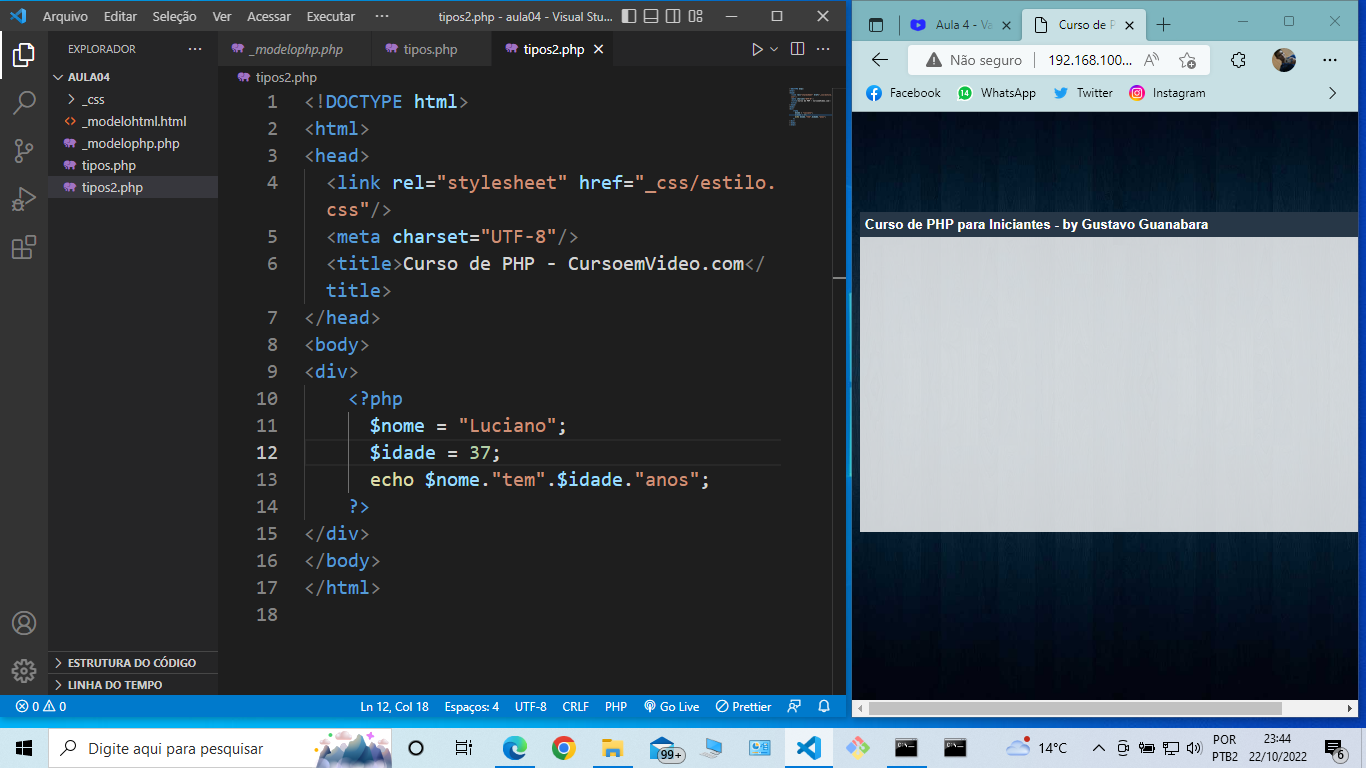 Arquivo Editar Seleção Ver Acessar Executar ··· tipos2.php - aula04 - Visual Stu...
EXPLORADOR ···
AULA04
_css
_modelohtml.html
_modelophp.php
tipos.php
tipos2.php
ESTRUTURA DO CÓDIGO
LINHA DO TEMPO
_modelophp.php tipos.php tipos2.php
tipos2.php
1 <!DOCTYPE html>
2 <html>
3 <head>
4 <link rel="stylesheet" href="_css/estilo.
css"/>
5 <meta charset="UTF-8"/>
6 <title>Curso de PHP - CursoemVideo.com</
title>
7 </head>
8 <body>
9 <div>
10 <?php
11 $nome = "Luciano";
12 $idade = 37;
13 echo $nome."tem".$idade."anos";
14 ?>
15 </div>
16 </body>
17 </html>
18
0 0 Ln 12, Col 18 Espaços: 4 UTF-8 CRLF PHP Go Live Prettier
Aula 4 - Va Curso de P
Não seguro 192.168.100...
Facebook 14 WhatsApp Twitter Instagram
Curso de PHP para Iniciantes - by Gustavo Guanabara
Digite aqui para pesquisar 99+ 14°C POR 23:44
PTB2 22/10/2022 6